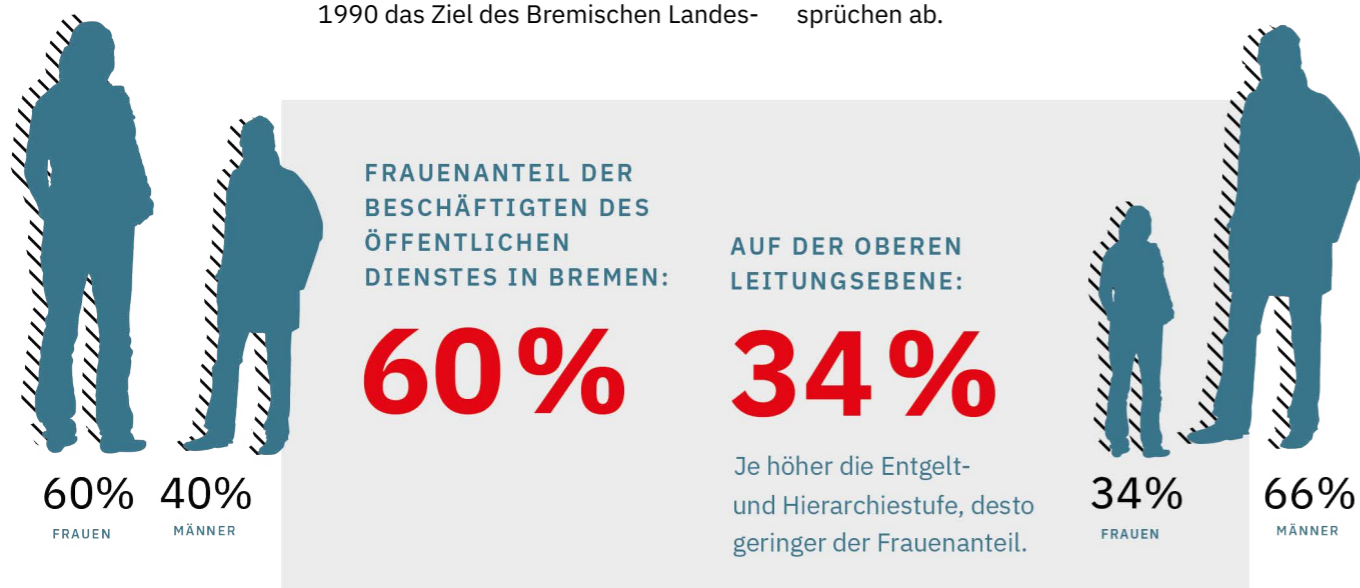 1990 das Ziel des Bremischen Landes-
sprüchen ab.
FRAUENANTEIL DER
BESCHÄFTIGTEN DES
ÖFFENTLICHEN
DIENSTES IN BREMEN:
60%
AUF DER OBEREN
LEITUNGSEBENE:
34%
Je höher die Entgelt-
und Hierarchiestufe, desto
geringer der Frauenanteil.
60%
FRAUEN
40%
MÄNNER
34%
FRAUEN
66%
MÄNNER